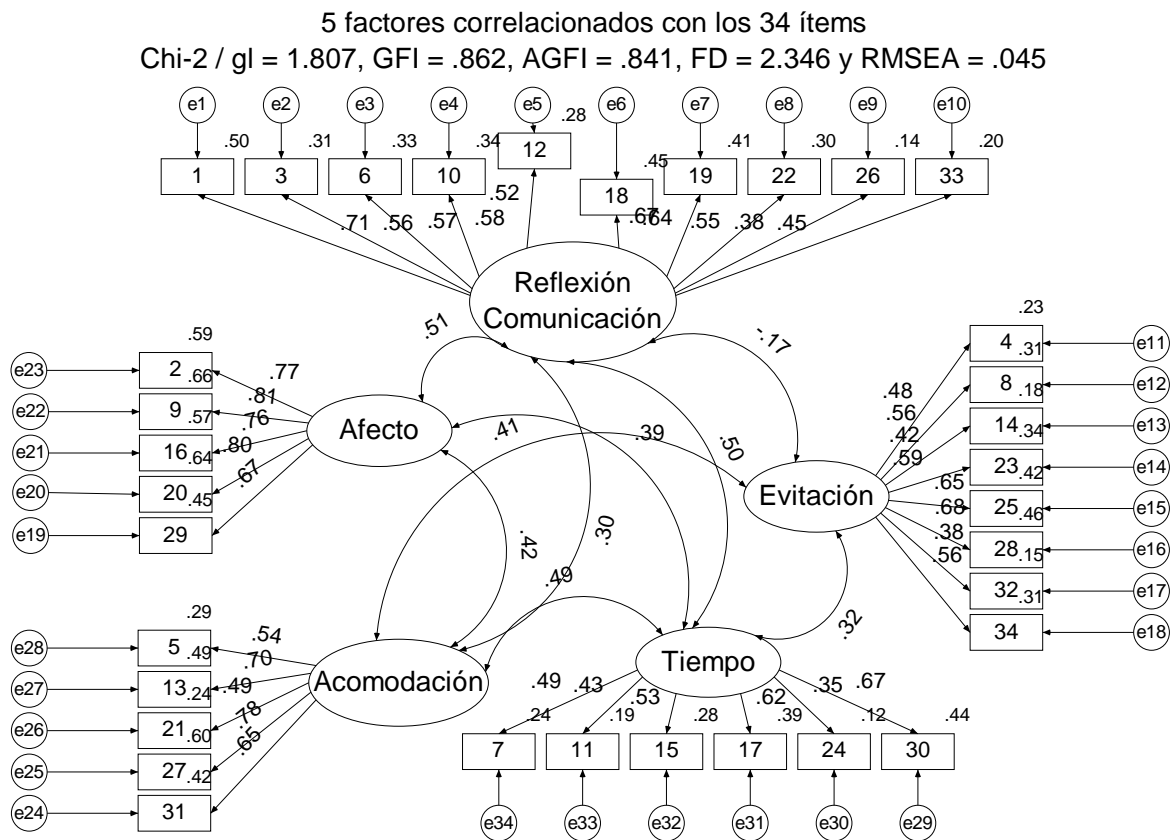 5 factores correlacionados con los 34 ítems
Chi-2 / gl = 1.807, GFI = .862, AGFI = .841, FD = 2.346 y RMSEA = .045
e1 e2 e3 e4 e5 e6 e7 e8 e9 e10
.50 .31 .33 .34 .28 .45 .41 .30 .14 .20
1 3 6 10 12 18 19 22 26 33
.71 .56 .57 .58 .52 .67 .64 .55 .38 .45
Reflexión
Comunicación
.51
-.17
.59
.23
e23 2 .66 .77
4 .31 e11
e22 9 .57 .81
.48 8 .18 e12
e21 16 .64 .76
.56 14 .34 e13
e20 20 .45 .80
.42 23 .42 e14
e19 29 .67
.59 25 .46 e15
.65 28 .15 e16
.68 32 .31 e17
.38 34 e18
.56
Afecto
.41
.39
.50
Evitación
.42
.30
.49
.32
.29
e28 5 .49 .54
e27 13 .24 .70
e26 21 .60 .49
e25 27 .42 .78
e24 31 .65
Acomodación
Tiempo
.49 .43 .53 .62 .35 .67
.24 .19 .28 .39 .12 .44
7 11 15 17 24 30
e34 e33 e32 e31 e30 e29